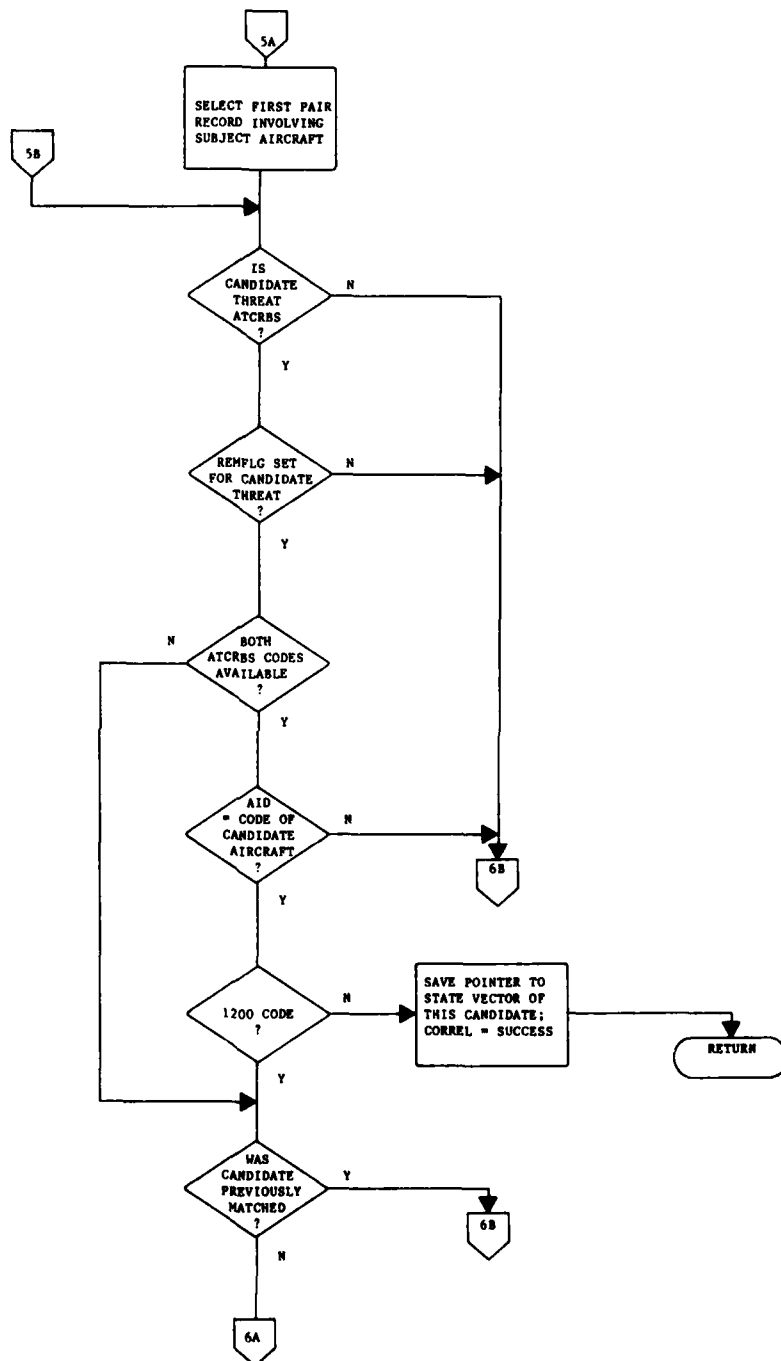 5A
SELECT FIRST PAIR
RECORD INVOLVING
SUBJECT AIRCRAFT
5B
IS
CANDIDATE
THREAT
ATCRBS
?
N
Y
REMFLG SET
FOR CANDIDATE
THREAT
?
N
Y
N
BOTH
ATCRBS CODES
AVAILABLE
?
Y
AID
= CODE OF
CANDIDATE
AIRCRAFT
?
N
6B
Y
1200 CODE
?
N
SAVE POINTER TO
STATE VECTOR OF
THIS CANDIDATE;
CORREL = SUCCESS
RETURN
Y
WAS
CANDIDATE
PREVIOUSLY
MATCHED
?
Y
6B
N
6A